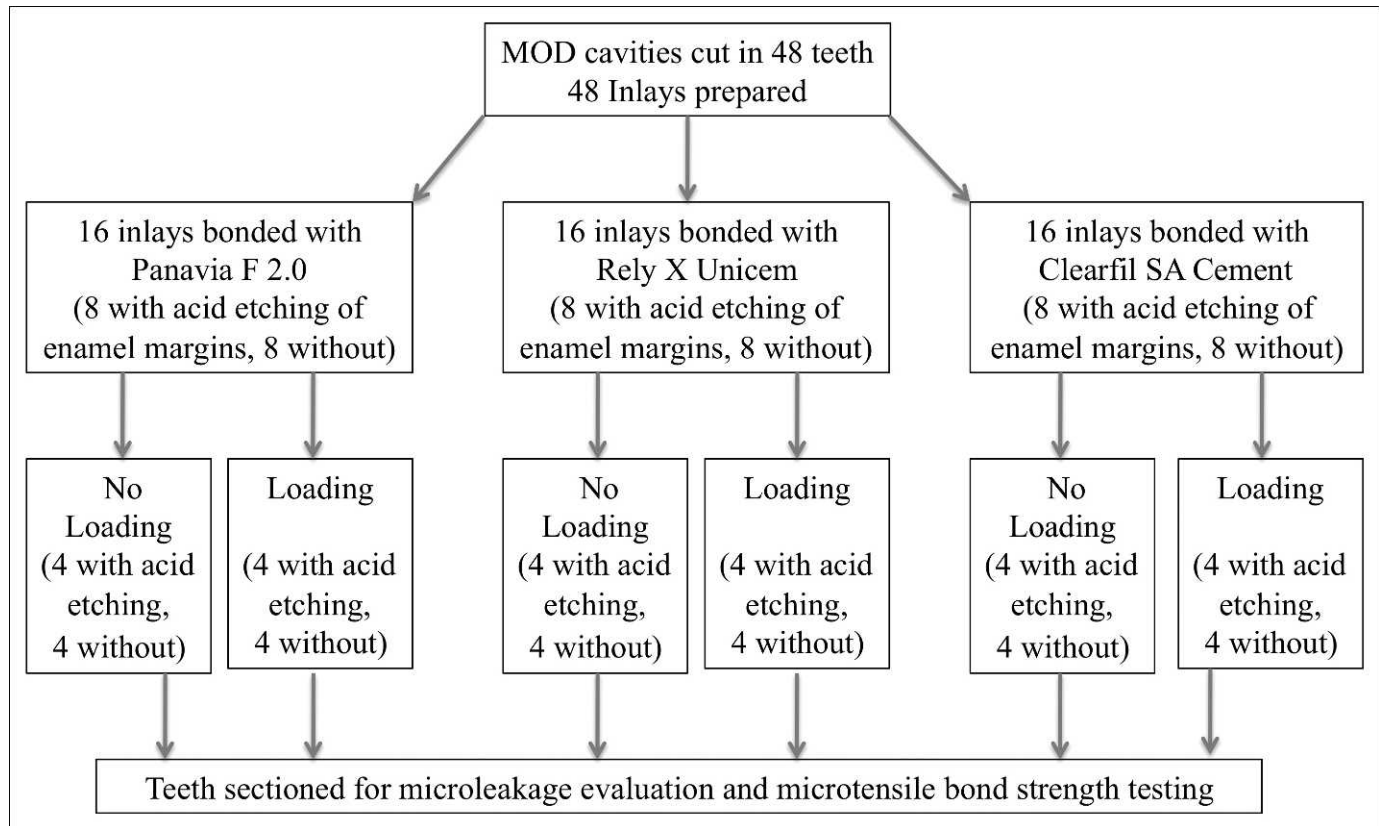 MOD cavities cut in 48 teeth
48 Inlays prepared
16 inlays bonded with
Panavia F 2.0
(8 with acid etching of
enamel margins, 8 without)
16 inlays bonded with
Rely X Unicem
(8 with acid etching of
enamel margins, 8 without)
16 inlays bonded with
Clearfil SA Cement
(8 with acid etching of
enamel margins, 8 without)
No
Loading
(4 with acid
etching,
4 without)
Loading
(4 with acid
etching,
4 without)
No
Loading
(4 with acid
etching,
4 without)
Loading
(4 with acid
etching,
4 without)
No
Loading
(4 with acid
etching,
4 without)
Loading
(4 with acid
etching,
4 without)
Teeth sectioned for microleakage evaluation and microtensile bond strength testing